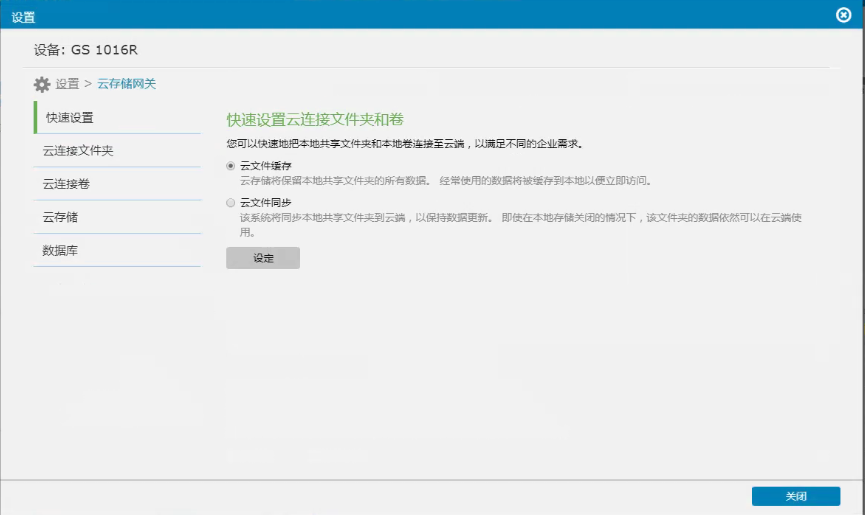 设置
设备: GS 1016R
设置 > 云存储网关
快速设置
云连接文件夹
云连接卷
云存储
数据库
快速设置云连接文件夹和卷
您可以快速地把本地共享文件夹和本地卷连接至云端，以满足不同的企业需求。
云文件缓存
云存储将保留本地共享文件夹的所有数据。 经常使用的数据将被缓存到本地以便立即访问。
云文件同步
该系统将同步本地共享文件夹到云端，以保持数据更新。 即使在本地存储关闭的情况下，该文件夹的数据依然可以在云端使
用。
设定
关闭